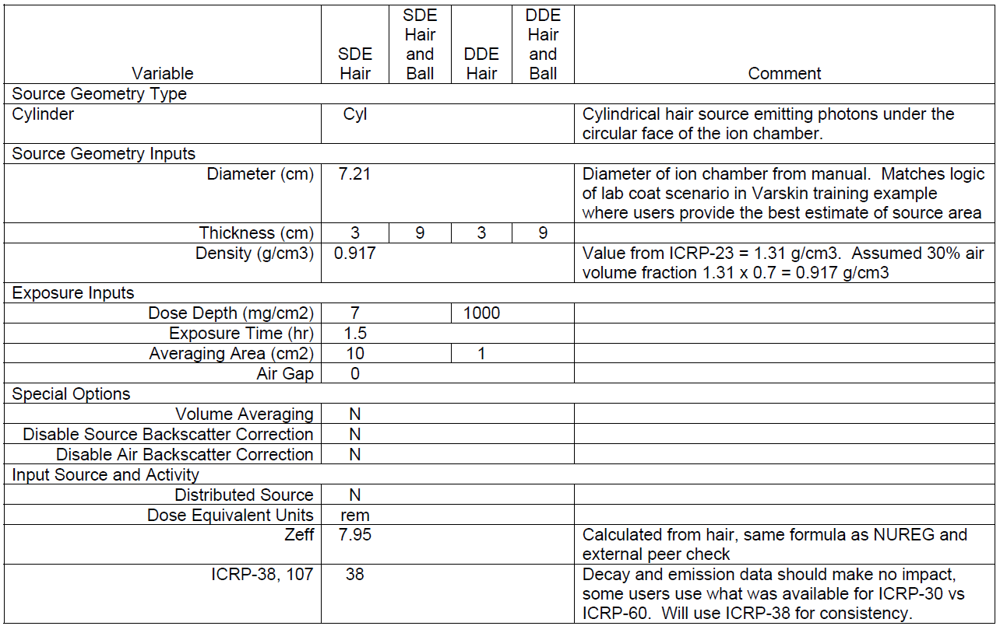 Variable SDE Hair SDE Hair and Ball DDE Hair DDE Hair and Ball Comment
Source Geometry Type
Cylinder Cyl Cylindrical hair source emitting photons under the
circular face of the ion chamber.
Source Geometry Inputs
Diameter (cm) 7.21 Diameter of ion chamber from manual. Matches logic
of lab coat scenario in Varskin training example
where users provide the best estimate of source area
Thickness (cm) 3 9 3 9
Density (g/cm3) 0.917 Value from ICRP-23 = 1.31 g/cm3. Assumed 30% air
volume fraction 1.31 x 0.7 = 0.917 g/cm3
Exposure Inputs
Dose Depth (mg/cm2) 7 1000
Exposure Time (hr) 1.5
Averaging Area (cm2) 10 1
Air Gap 0
Special Options
Volume Averaging N
Disable Source Backscatter Correction N
Disable Air Backscatter Correction N
Input Source and Activity
Distributed Source N
Dose Equivalent Units rem
Zeff 7.95 Calculated from hair, same formula as NUREG and
external peer check
ICRP-38, 107 38 Decay and emission data should make no impact,
some users use what was available for ICRP-30 vs
ICRP-60. Will use ICRP-38 for consistency.